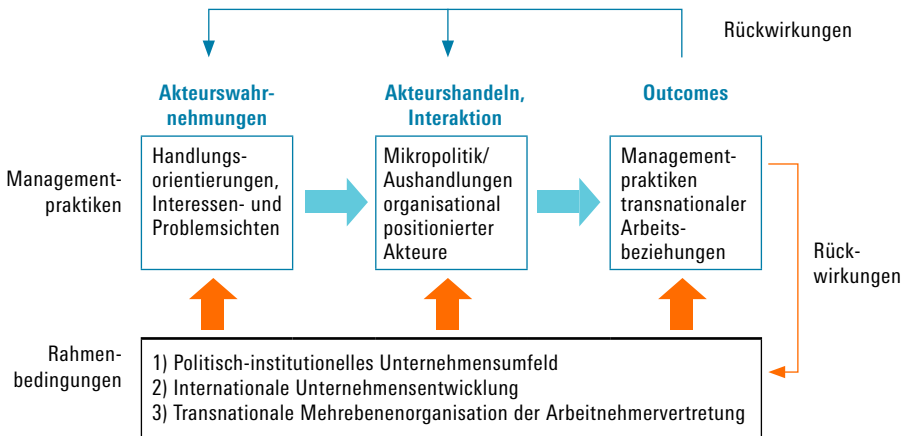 Rückwirkungen
Akteurswahr-
nehmungen
Akteurshandeln,
Interaktion
Outcomes
Management-
praktiken
Handlungs-
orientierungen,
Interessen- und
Problemsichten
Mikropolitik/
Aushandlungen
organisational
positionierter
Akteure
Management-
praktiken
transnationaler
Arbeits-
beziehungen
Rück-
wirkungen
Rahmen-
bedingungen
1) Politisch-institutionelles Unternehmensumfeld
2) Internationale Unternehmensentwicklung
3) Transnationale Mehrebenenorganisation der Arbeitnehmervertretung